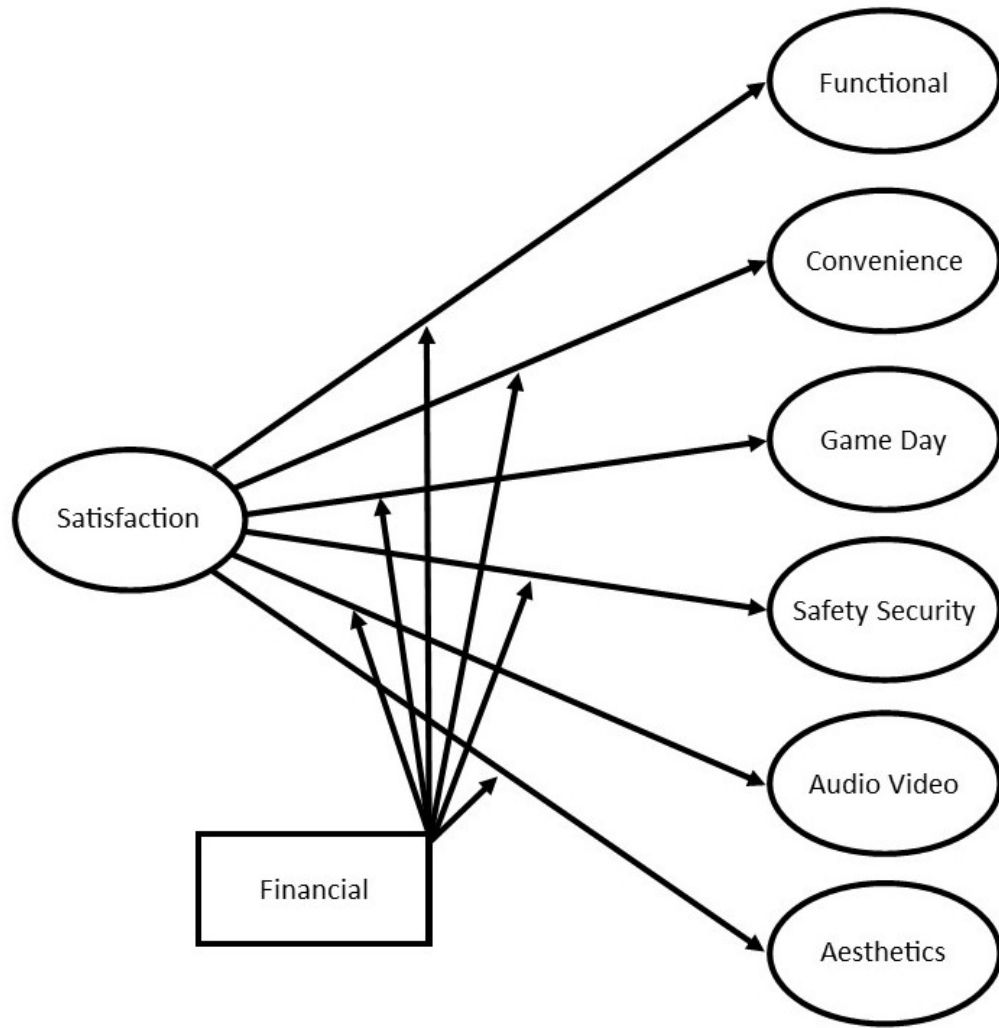 Functional
Convenience
Game Day
Satisfaction
Safety Security
Audio Video
Financial
Aesthetics